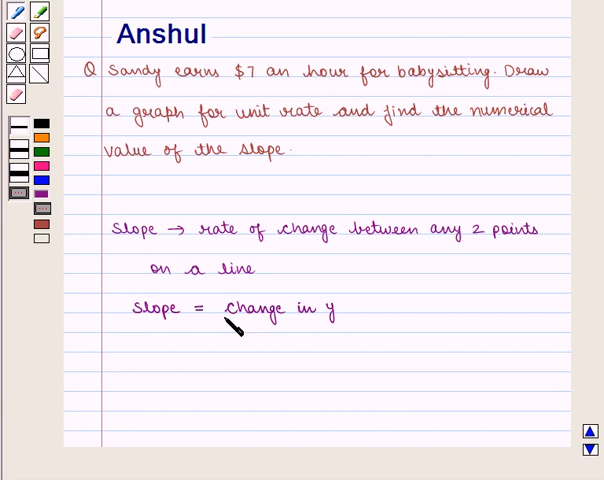 Anshul
Q Sandy earns $7 an hour for babysitting. Draw
a graph for unit rate and find the numerical
value of the slope.
Slope → rate of change between any 2 points
on a line
Slope = change in y